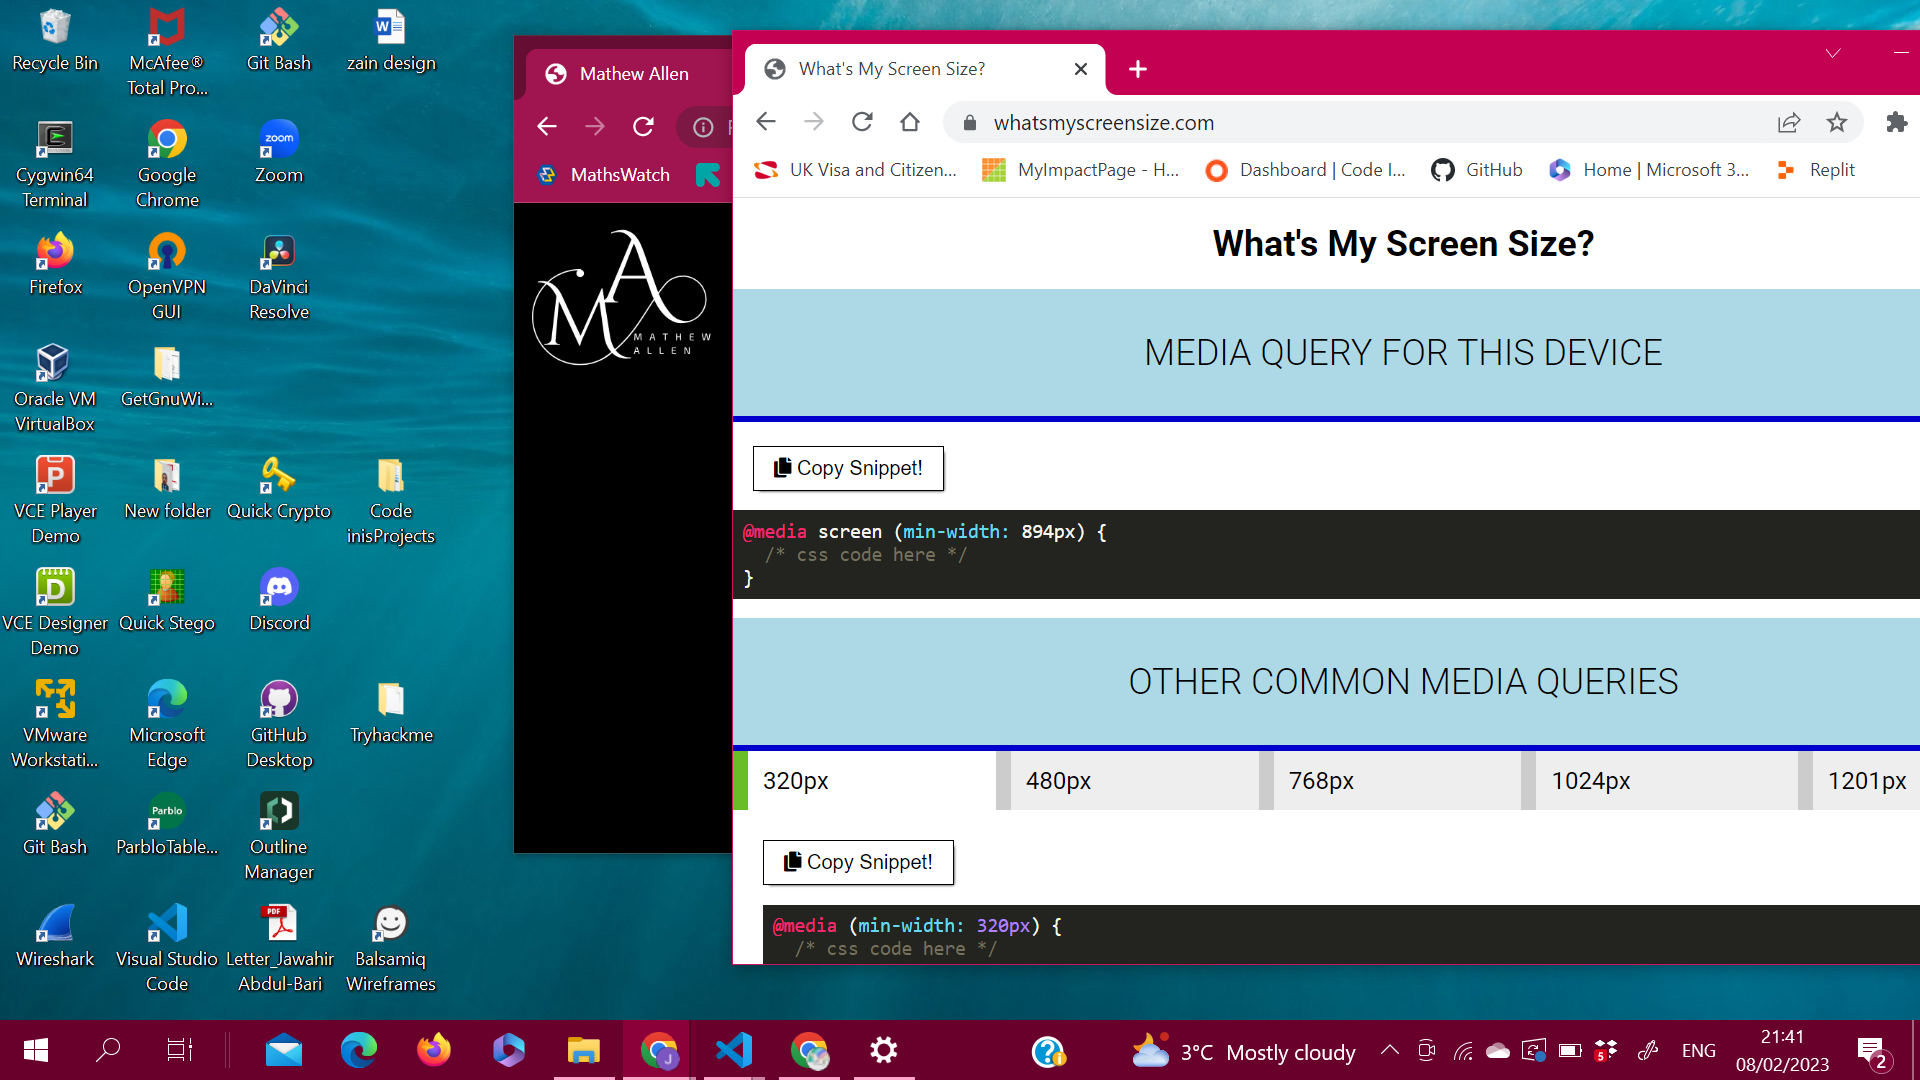 Recycle Bin
McAfee®
Total Pro...
Git Bash
zain design
Cygwin64
Terminal
Google
Chrome
zoom
Zoom
Firefox
OpenVPN
GUI
DaVinci
Resolve
Oracle VM
VirtualBox
GetGnuWi...
VCE Player
Demo
New folder
Quick Crypto
Code
inisProjects
VCE Designer
Demo
Quick Stego
Discord
VMware
Workstati...
Microsoft
Edge
GitHub
Desktop
Tryhackme
Git Bash
Parblo
ParbloTable...
Outline
Manager
Wireshark
Visual Studio
Code
PDF
Letter_Jawahir
Abdul-Bari
Balsamiq
Wireframes
Mathew Allen
MathsWatch
MA
MATHEW
ALLEN
What's My Screen Size?
whatsmyscreensize.com
UK Visa and Citizen...
MyImpactPage - H...
Dashboard | Code I...
GitHub
Home | Microsoft 3...
Replit
What's My Screen Size?
MEDIA QUERY FOR THIS DEVICE
Copy Snippet!
@media screen (min-width: 894px) {
/* css code here */
}
OTHER COMMON MEDIA QUERIES
320px
480px
768px
1024px
1201px
Copy Snippet!
@media (min-width: 320px) {
/* css code here */
3°C Mostly cloudy
5
ENG
21:41
08/02/2023
2